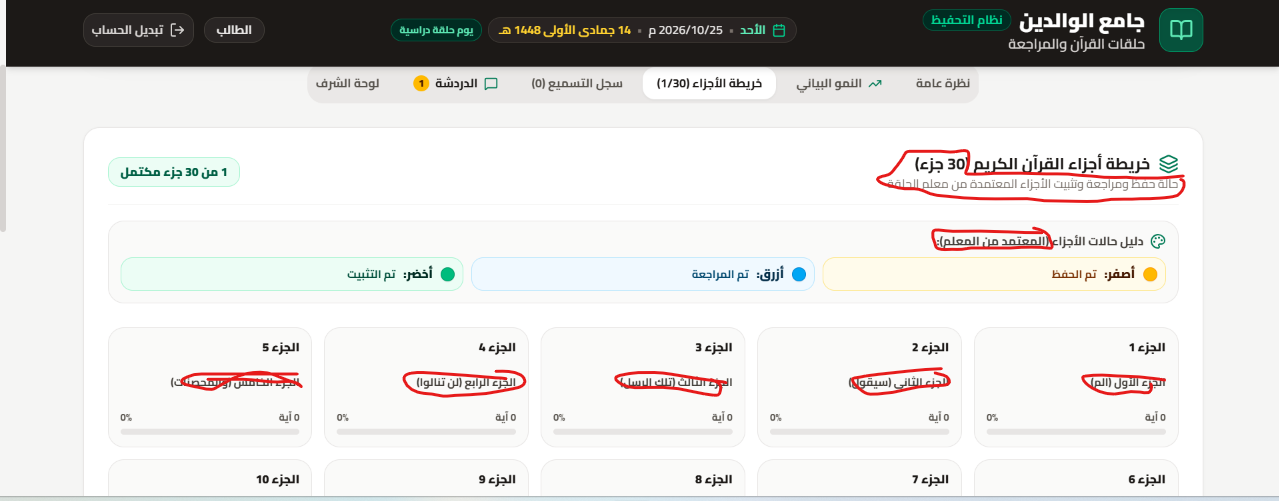 جامع الوالدين
نظام التحفيظ
حلقات القرآن والمراجعة
الأحد • 2026/10/25 م • 14 جمادى الأولى 1448 هـ
يوم حلقة دراسية
الطالب
تبديل الحساب
نظرة عامة
النمو البياني
خريطة الأجزاء (1/30)
سجل التسميع (0)
الدردشة 1
لوحة الشرف
خريطة أجزاء القرآن الكريم (30 جزء)
حالة حفظ ومراجعة وتثبيت الأجزاء المعتمدة من معلم الحلقة
1 من 30 جزء مكتمل
دليل حالات الأجزاء (المعتمد من المعلم):
أصفر: تم الحفظ
أزرق: تم المراجعة
أخضر: تم التثبيت
الجزء 1
الجزء الأول (الم)
0 آية
0%
الجزء 2
الجزء الثاني (سيقول)
0 آية
0%
الجزء 3
الجزء الثالث (تلك الرسل)
0 آية
0%
الجزء 4
الجزء الرابع (لن تنالوا)
0 آية
0%
الجزء 5
الجزء الخامس (والمحصنات)
0 آية
0%
الجزء 6
الجزء 7
الجزء 8
الجزء 9
الجزء 10